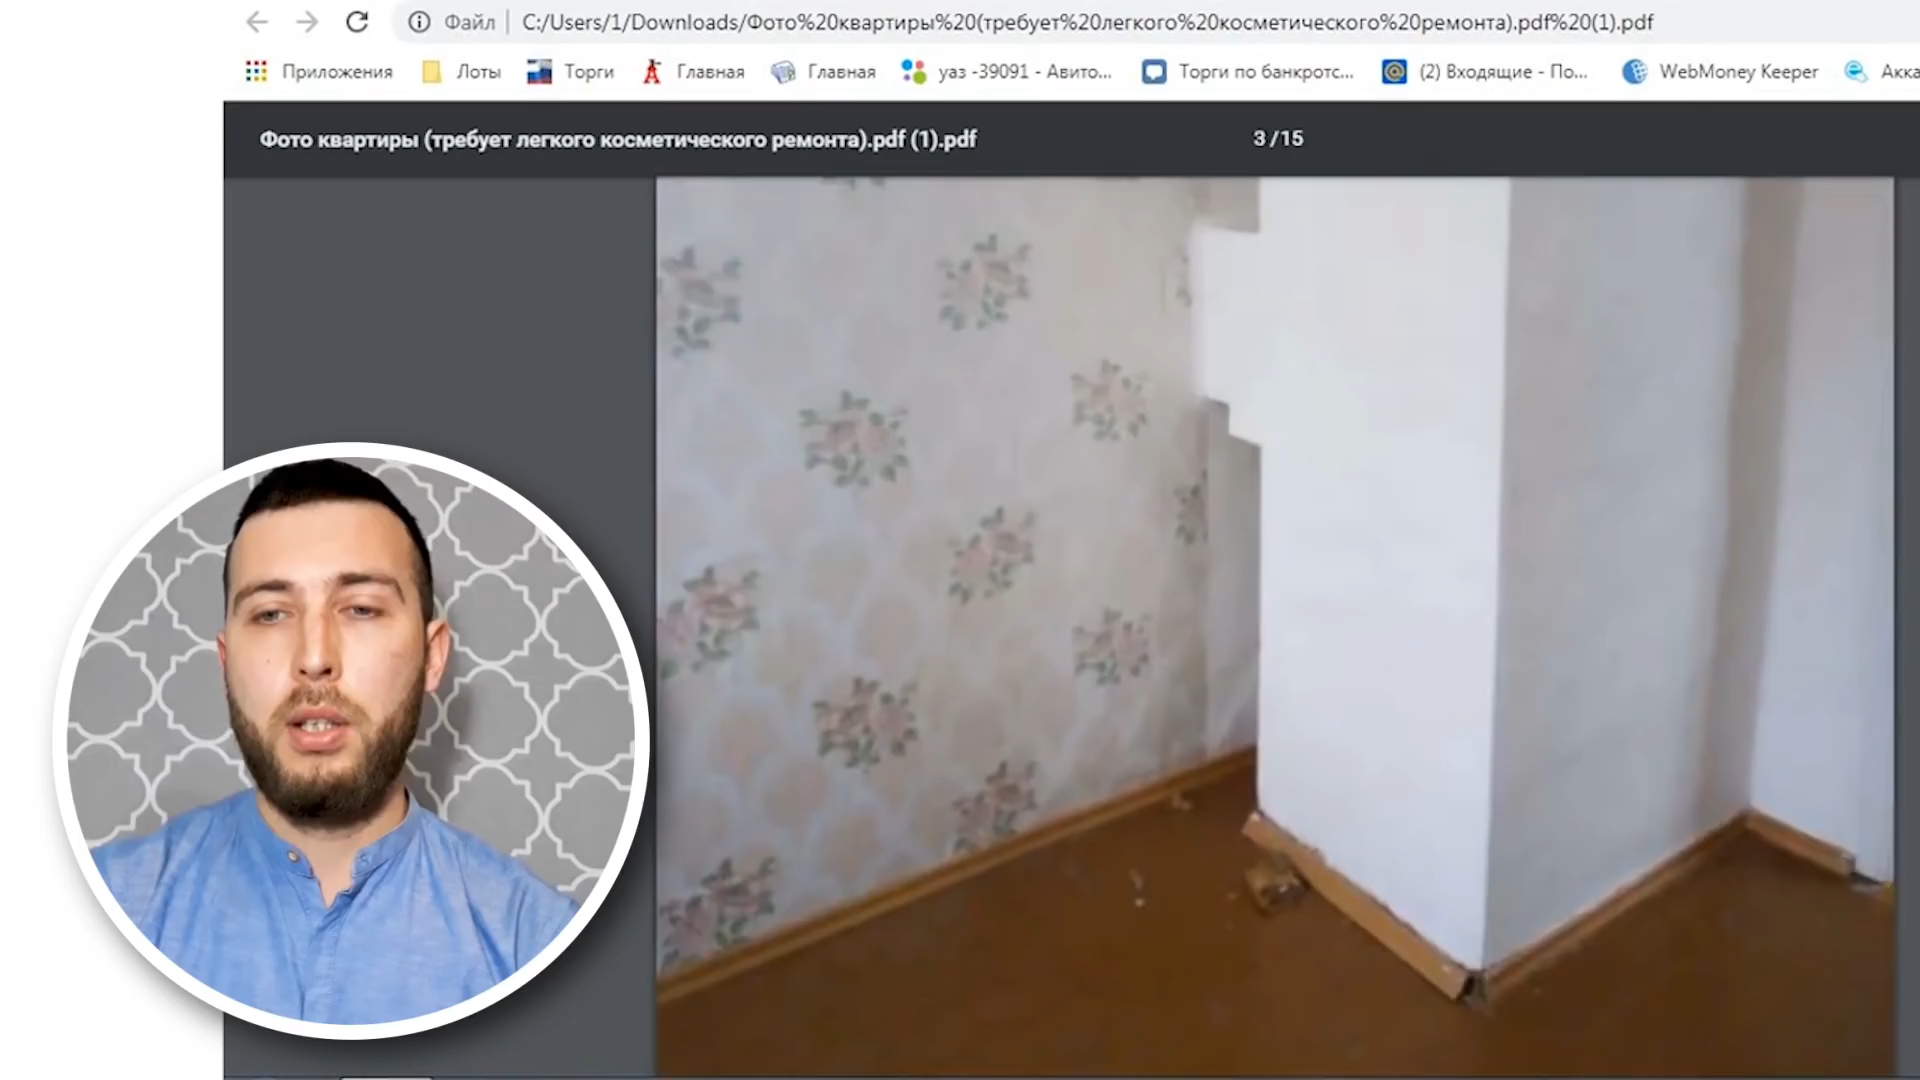 Файл | C:/Users/1/Downloads/Фото%20квартиры%20(требует%20легкого%20косметического%20ремонта).pdf%20(1).pdf
Приложения Лоты Торги Главная Главная уаз -39091 - Авито... Торги по банкротс... (2) Входящие - По... WebMoney Keeper Акка
Фото квартиры (требует легкого косметического ремонта).pdf (1).pdf 3 / 15